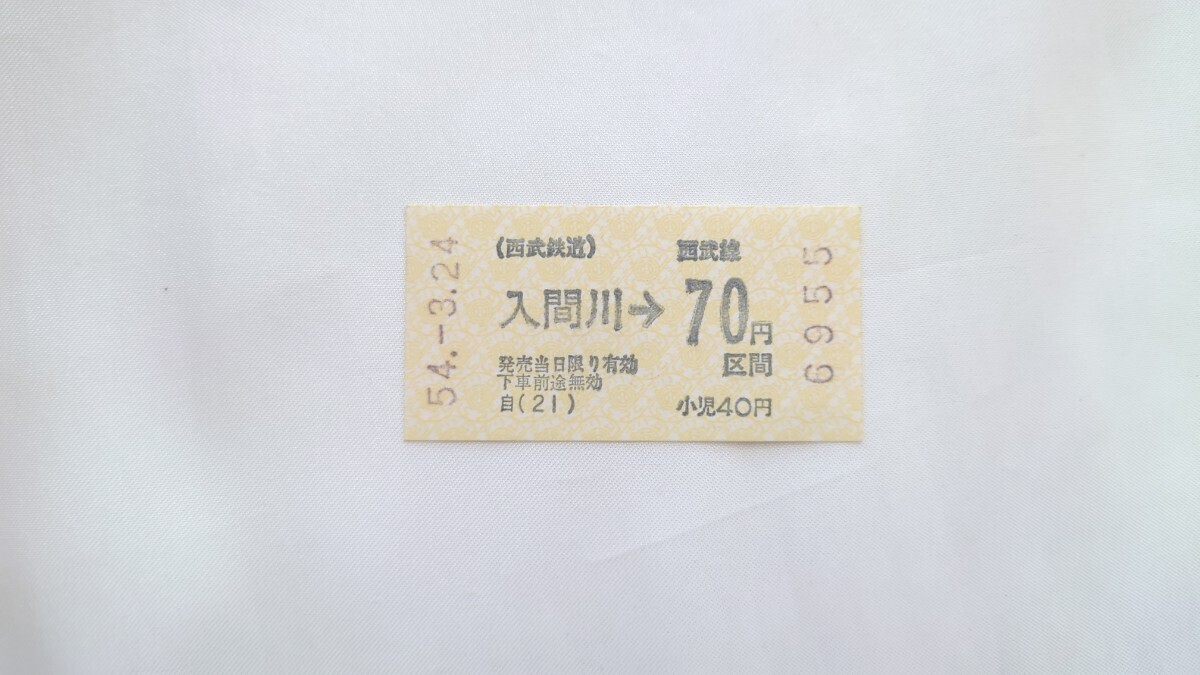 54.-3.24
(西武鉄道) 西武線
入間川→70円
区間
発売当日限り有効
下車前途無効
自(21) 小児40円
6955